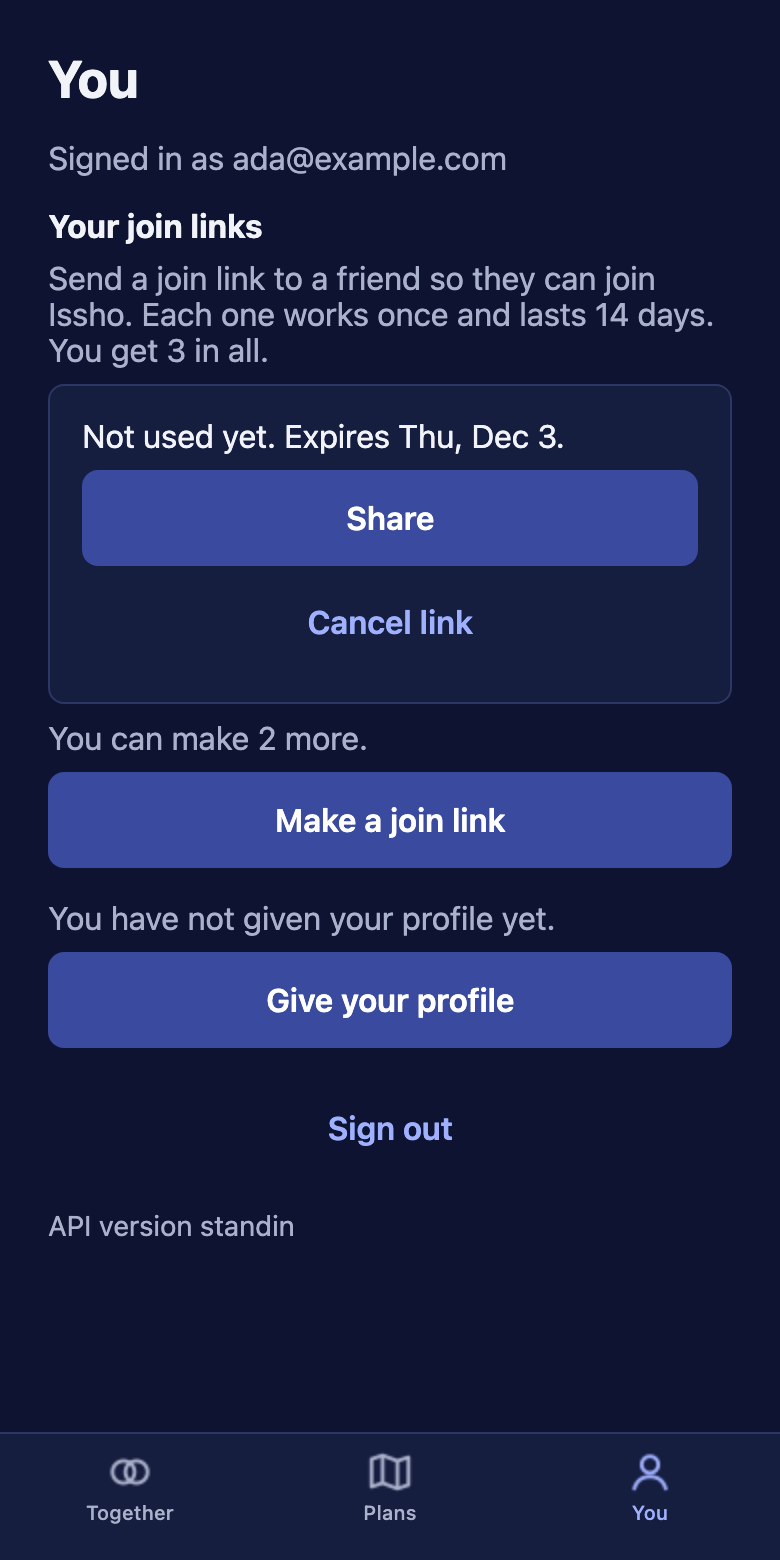 You
Signed in as ada@example.com
Your join links
Send a join link to a friend so they can join
Issho. Each one works once and lasts 14 days.
You get 3 in all.
Not used yet. Expires Thu, Dec 3.
Share
Cancel link
You can make 2 more.
Make a join link
You have not given your profile yet.
Give your profile
Sign out
API version standin
Together
Plans
You